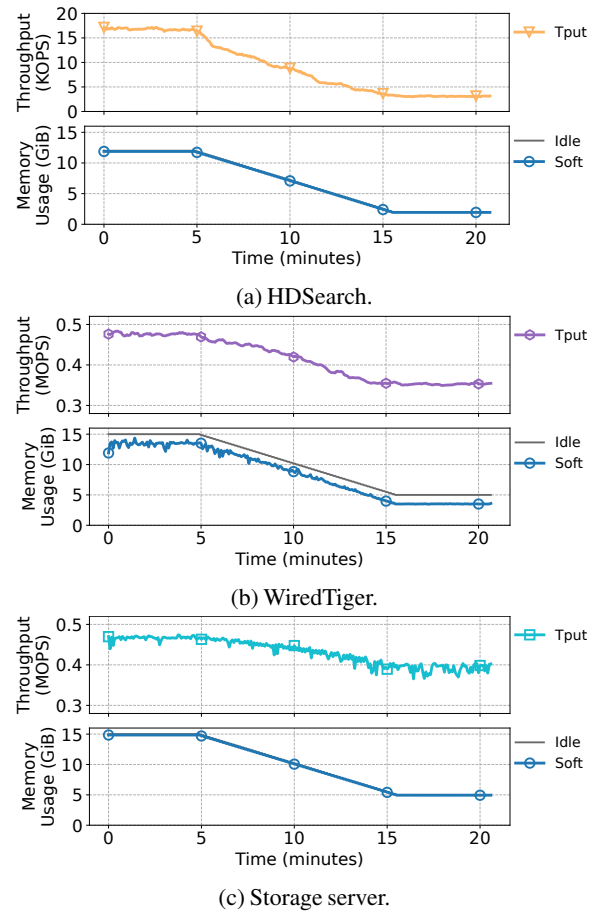 20
15
10
5
0
Throughput
(KOPS)
Tput
15
10
5
0
Memory
Usage (GiB)
Idle
Soft
0 5 10 15 20
Time (minutes)
(a) HDSearch.
0.5
0.4
0.3
Throughput
(MOPS)
Tput
15
10
5
0
Memory
Usage (GiB)
Idle
Soft
0 5 10 15 20
Time (minutes)
(b) WiredTiger.
0.5
0.4
0.3
Throughput
(MOPS)
Tput
15
10
5
0
Memory
Usage (GiB)
Idle
Soft
0 5 10 15 20
Time (minutes)
(c) Storage server.